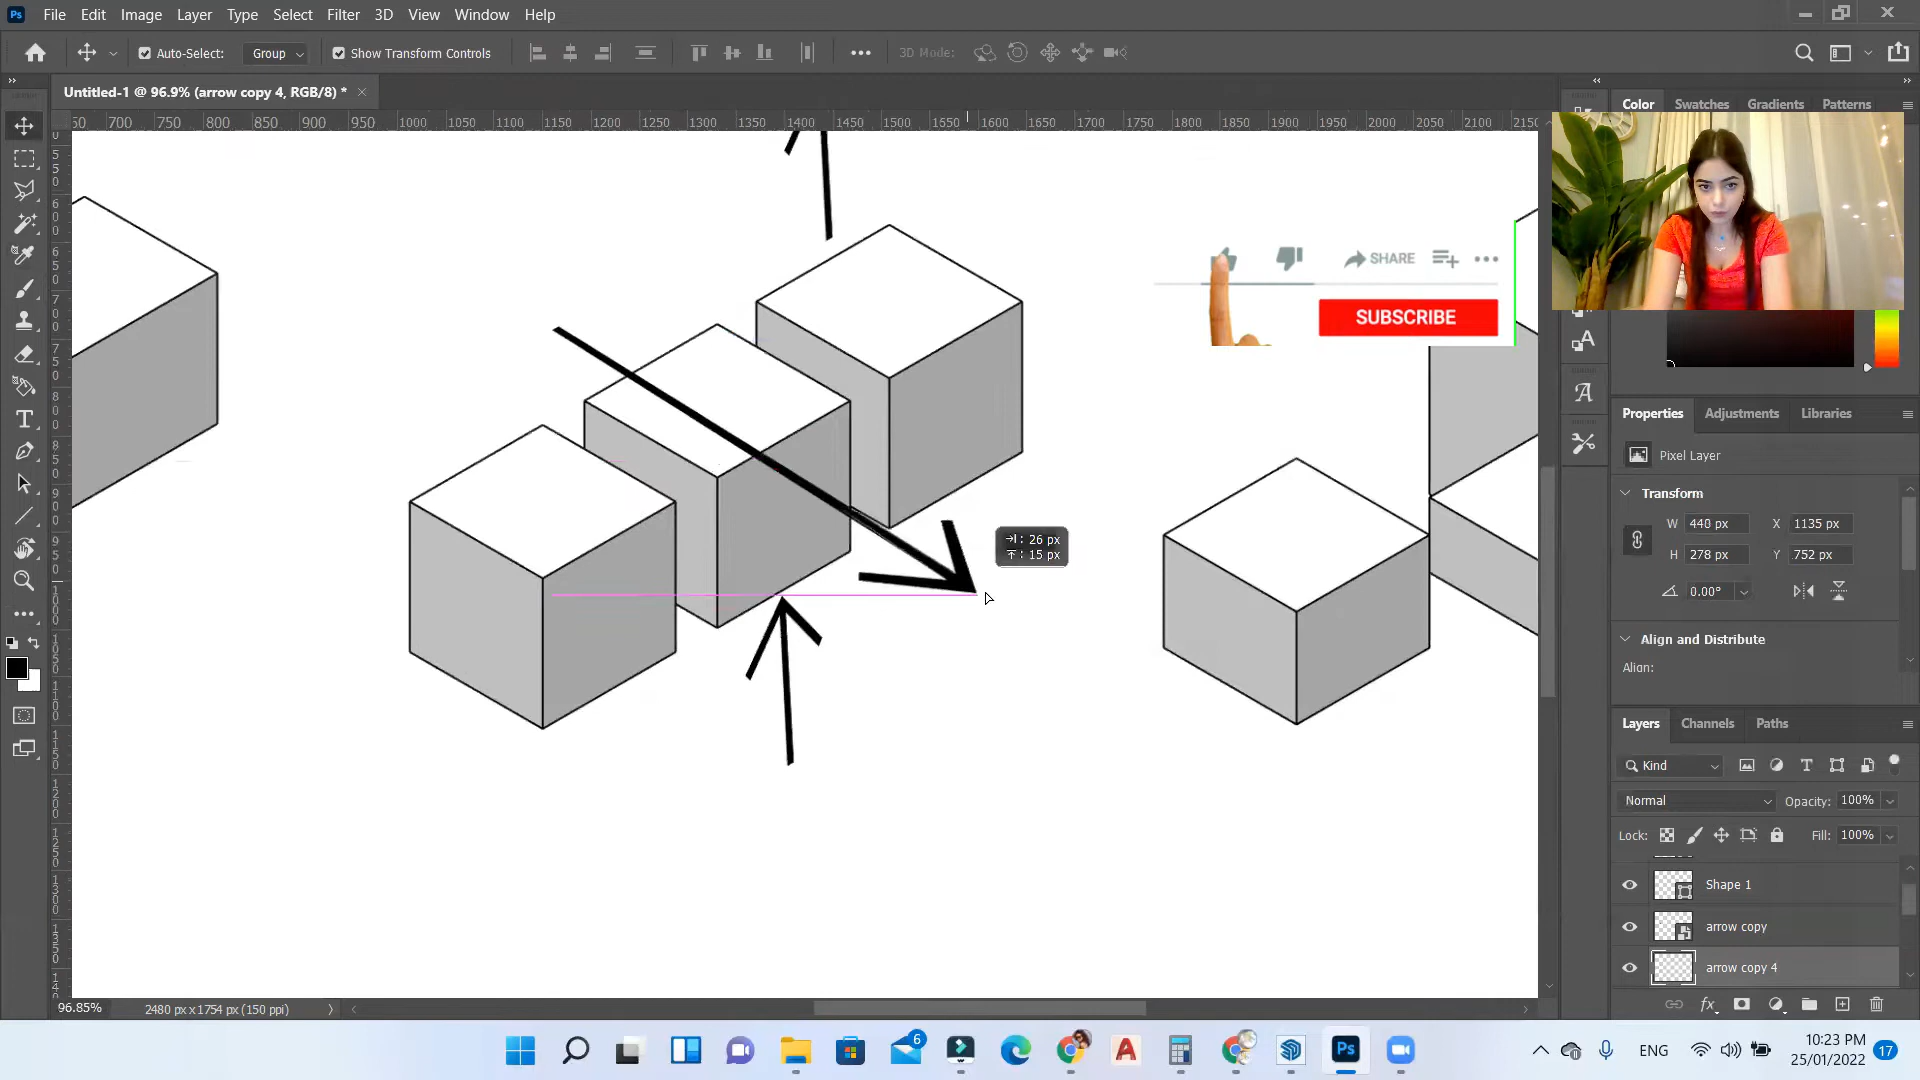 Ps File Edit Image Layer Type Select Filter 3D View Window Help
Auto-Select: Group Show Transform Controls 3D Mode:
Untitled-1 @ 96.9% (arrow copy 4, RGB/8) *
50 700 750 800 850 900 950 1000 1050 1100 1150 1200 1250 1300 1350 1400 1450 1500 1550 1600 1650 1700 1750 1800 1850 1900 1950 2000 2050 2100 2150
Color Swatches Gradients Patterns
SHARE
SUBSCRIBE
Properties Adjustments Libraries
Pixel Layer
Transform
W 440 px X 1135 px
: 26 px
: 15 px
H 278 px Y 752 px
0.00°
Align and Distribute
Align:
Layers Channels Paths
Kind
Normal Opacity: 100%
Lock: Fill: 100%
Shape 1
arrow copy
arrow copy 4
fx
96.85% 2480 px x 1754 px (150 ppi)
6
Ps
ENG
10:23 PM
25/01/2022
17